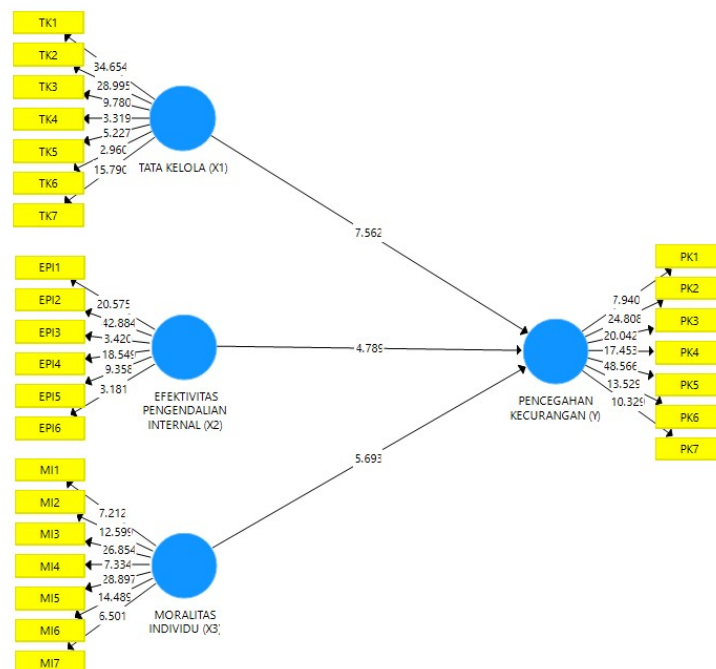 TK1
TK2
TK3
TK4
TK5
TK6
TK7
34.654
28.995
9.780
3.319
5.227
2.960
15.790
TATA KELOLA (X1)
7.562
EPI1
EPI2
EPI3
EPI4
EPI5
EPI6
20.575
42.884
3.420
18.549
9.358
3.181
EFEKTIVITAS
PENGENDALIAN
INTERNAL (X2)
4.789
MI1
MI2
MI3
MI4
MI5
MI6
MI7
7.212
12.599
26.854
7.334
28.897
14.489
6.501
MORALITAS
INDIVIDU (X3)
5.693
PENCEGAHAN
KECURANGAN (Y)
7.940
24.808
20.042
17.453
48.566
13.529
10.329
PK1
PK2
PK3
PK4
PK5
PK6
PK7